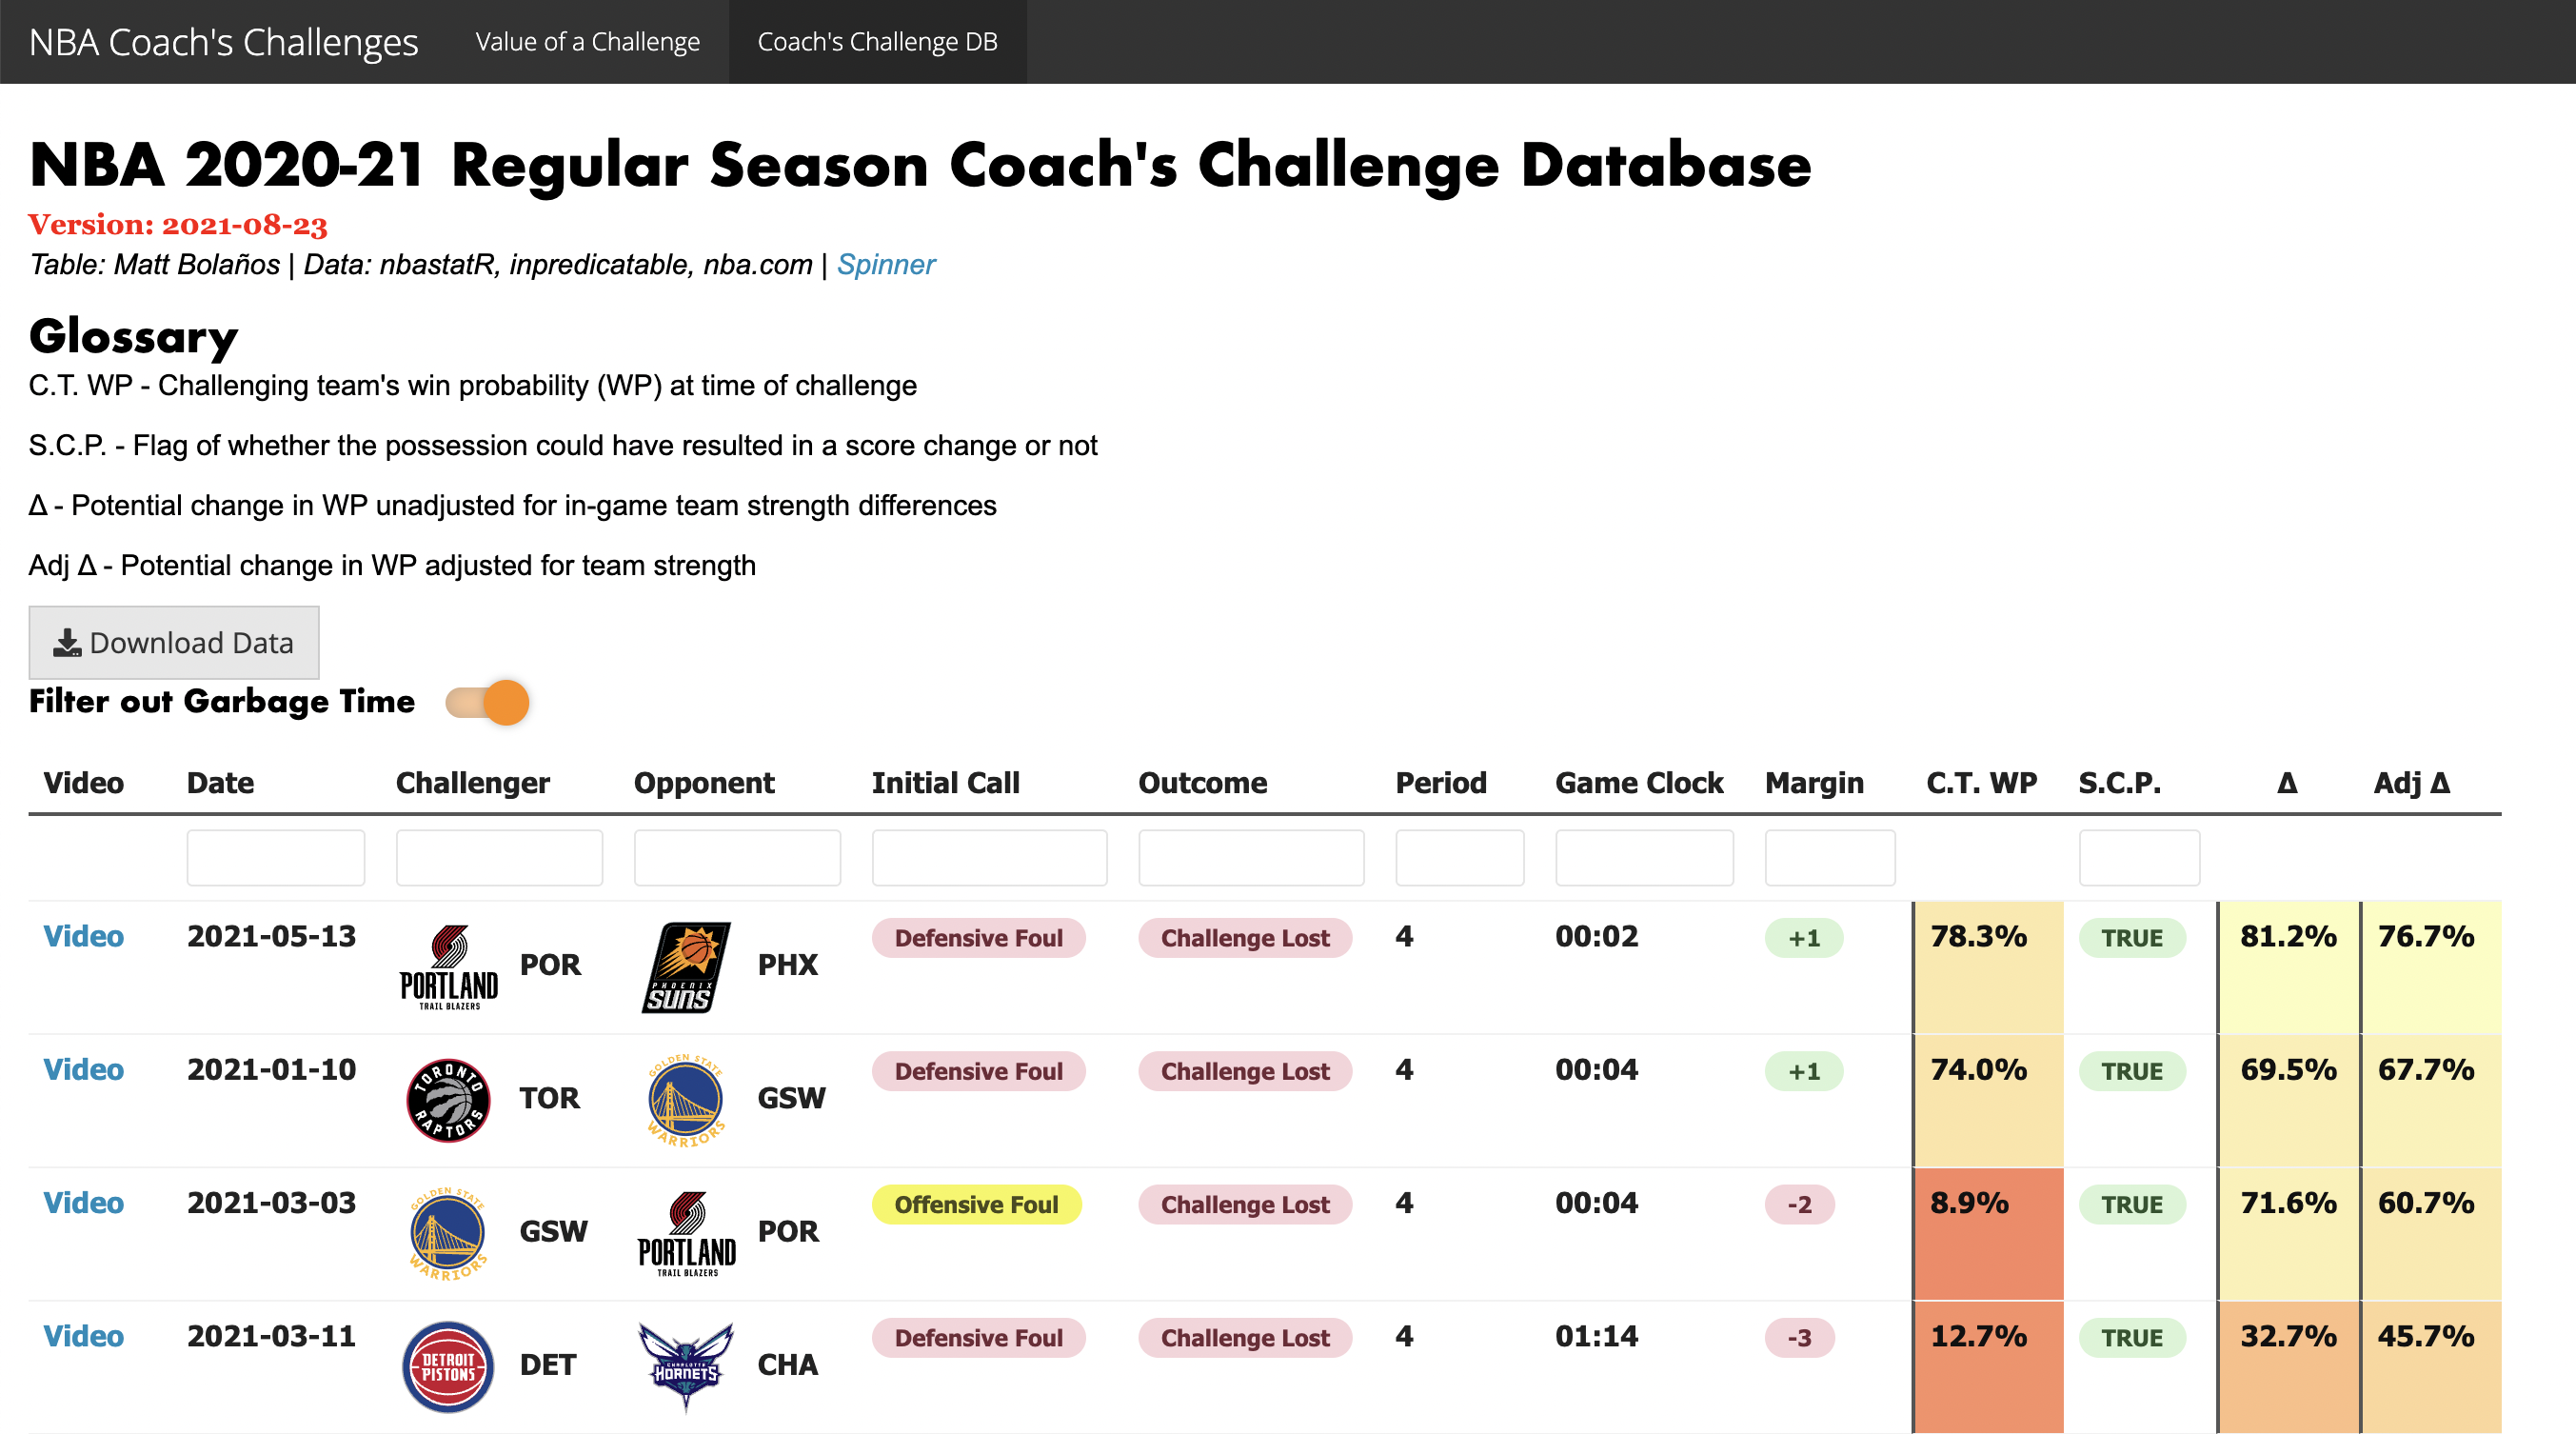 NBA Coach's Challenges Value of a Challenge Coach's Challenge DB
NBA 2020-21 Regular Season Coach's Challenge Database
Version: 2021-08-23
Table: Matt Bolaños | Data: nbastatR, inpredicatable, nba.com | Spinner
Glossary
C.T. WP - Challenging team's win probability (WP) at time of challenge
S.C.P. - Flag of whether the possession could have resulted in a score change or not
Δ - Potential change in WP unadjusted for in-game team strength differences
Adj Δ - Potential change in WP adjusted for team strength
Download Data
Filter out Garbage Time
Video Date Challenger Opponent Initial Call Outcome Period Game Clock Margin C.T. WP S.C.P. Δ Adj Δ
Video 2021-05-13 PORTLAND TRAIL BLAZERS POR PHOENIX SUNS PHX Defensive Foul Challenge Lost 4 00:02 +1 78.3% TRUE 81.2% 76.7%
Video 2021-01-10 TORONTO RAPTORS TOR GOLDEN STATE WARRIORS GSW Defensive Foul Challenge Lost 4 00:04 +1 74.0% TRUE 69.5% 67.7%
Video 2021-03-03 GOLDEN STATE WARRIORS GSW PORTLAND TRAIL BLAZERS POR Offensive Foul Challenge Lost 4 00:04 -2 8.9% TRUE 71.6% 60.7%
Video 2021-03-11 DETROIT PISTONS DET CHARLOTTE HORNETS CHA Defensive Foul Challenge Lost 4 01:14 -3 12.7% TRUE 32.7% 45.7%